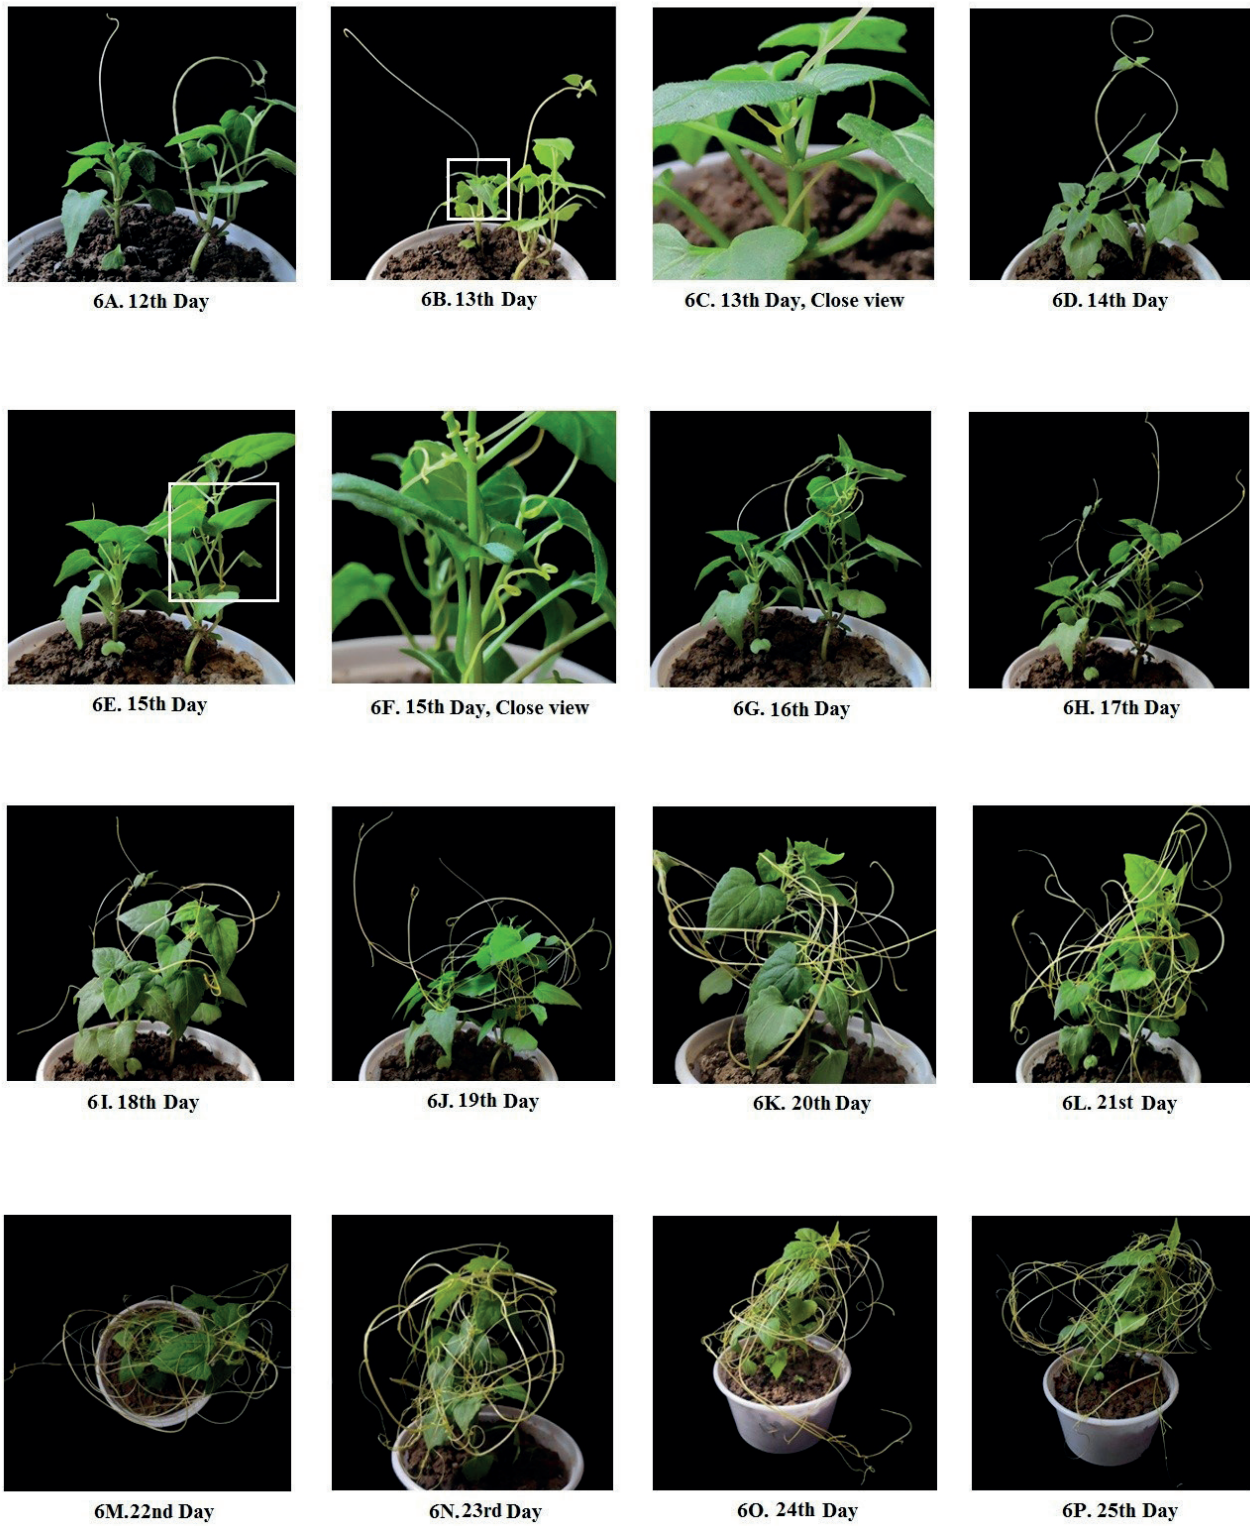 6A. 12th Day
6B. 13th Day
6C. 13th Day, Close view
6D. 14th Day
6E. 15th Day
6F. 15th Day, Close view
6G. 16th Day
6H. 17th Day
6I. 18th Day
6J. 19th Day
6K. 20th Day
6L. 21st Day
6M. 22nd Day
6N. 23rd Day
6O. 24th Day
6P. 25th Day